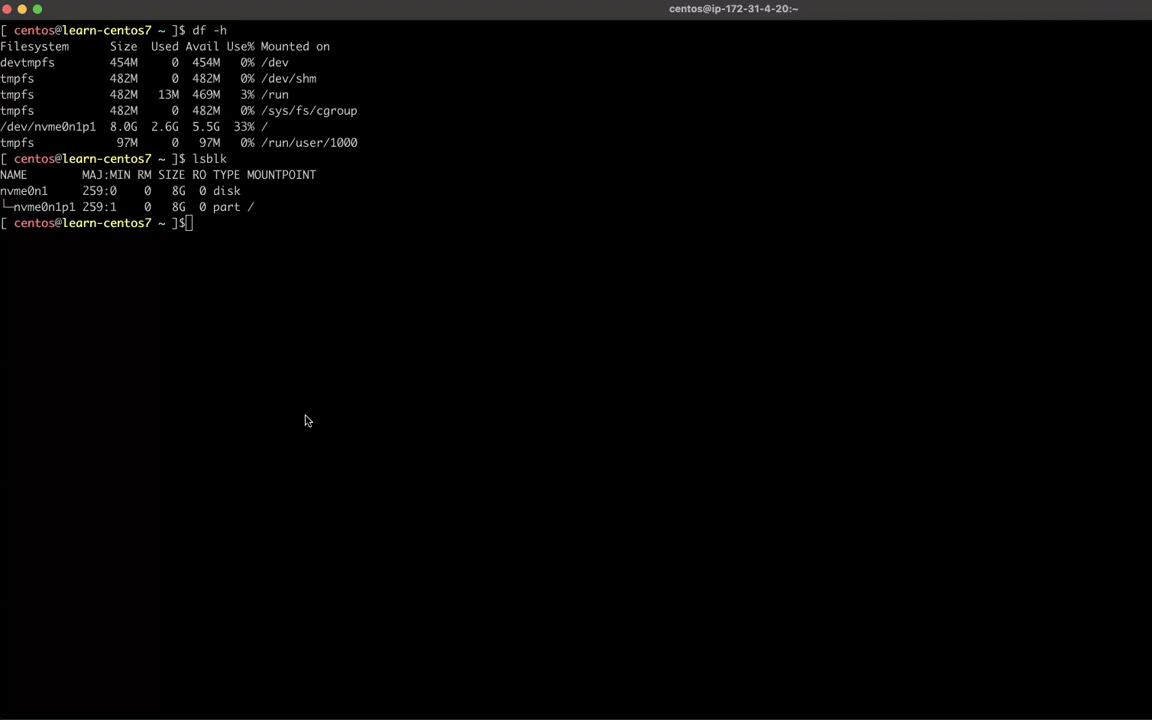 centos@ip-172-31-4-20:~
[ centos@learn-centos7 ~ ]$ df -h
Filesystem      Size  Used Avail Use% Mounted on
devtmpfs        454M     0  454M   0% /dev
tmpfs           482M     0  482M   0% /dev/shm
tmpfs           482M   13M  469M   3% /run
tmpfs           482M     0  482M   0% /sys/fs/cgroup
/dev/nvme0n1p1  8.0G  2.6G  5.5G  33% /
tmpfs            97M     0   97M   0% /run/user/1000
[ centos@learn-centos7 ~ ]$ lsblk
NAME        MAJ:MIN RM SIZE RO TYPE MOUNTPOINT
nvme0n1     259:0    0   8G  0 disk
└─nvme0n1p1 259:1    0   8G  0 part /
[ centos@learn-centos7 ~ ]$